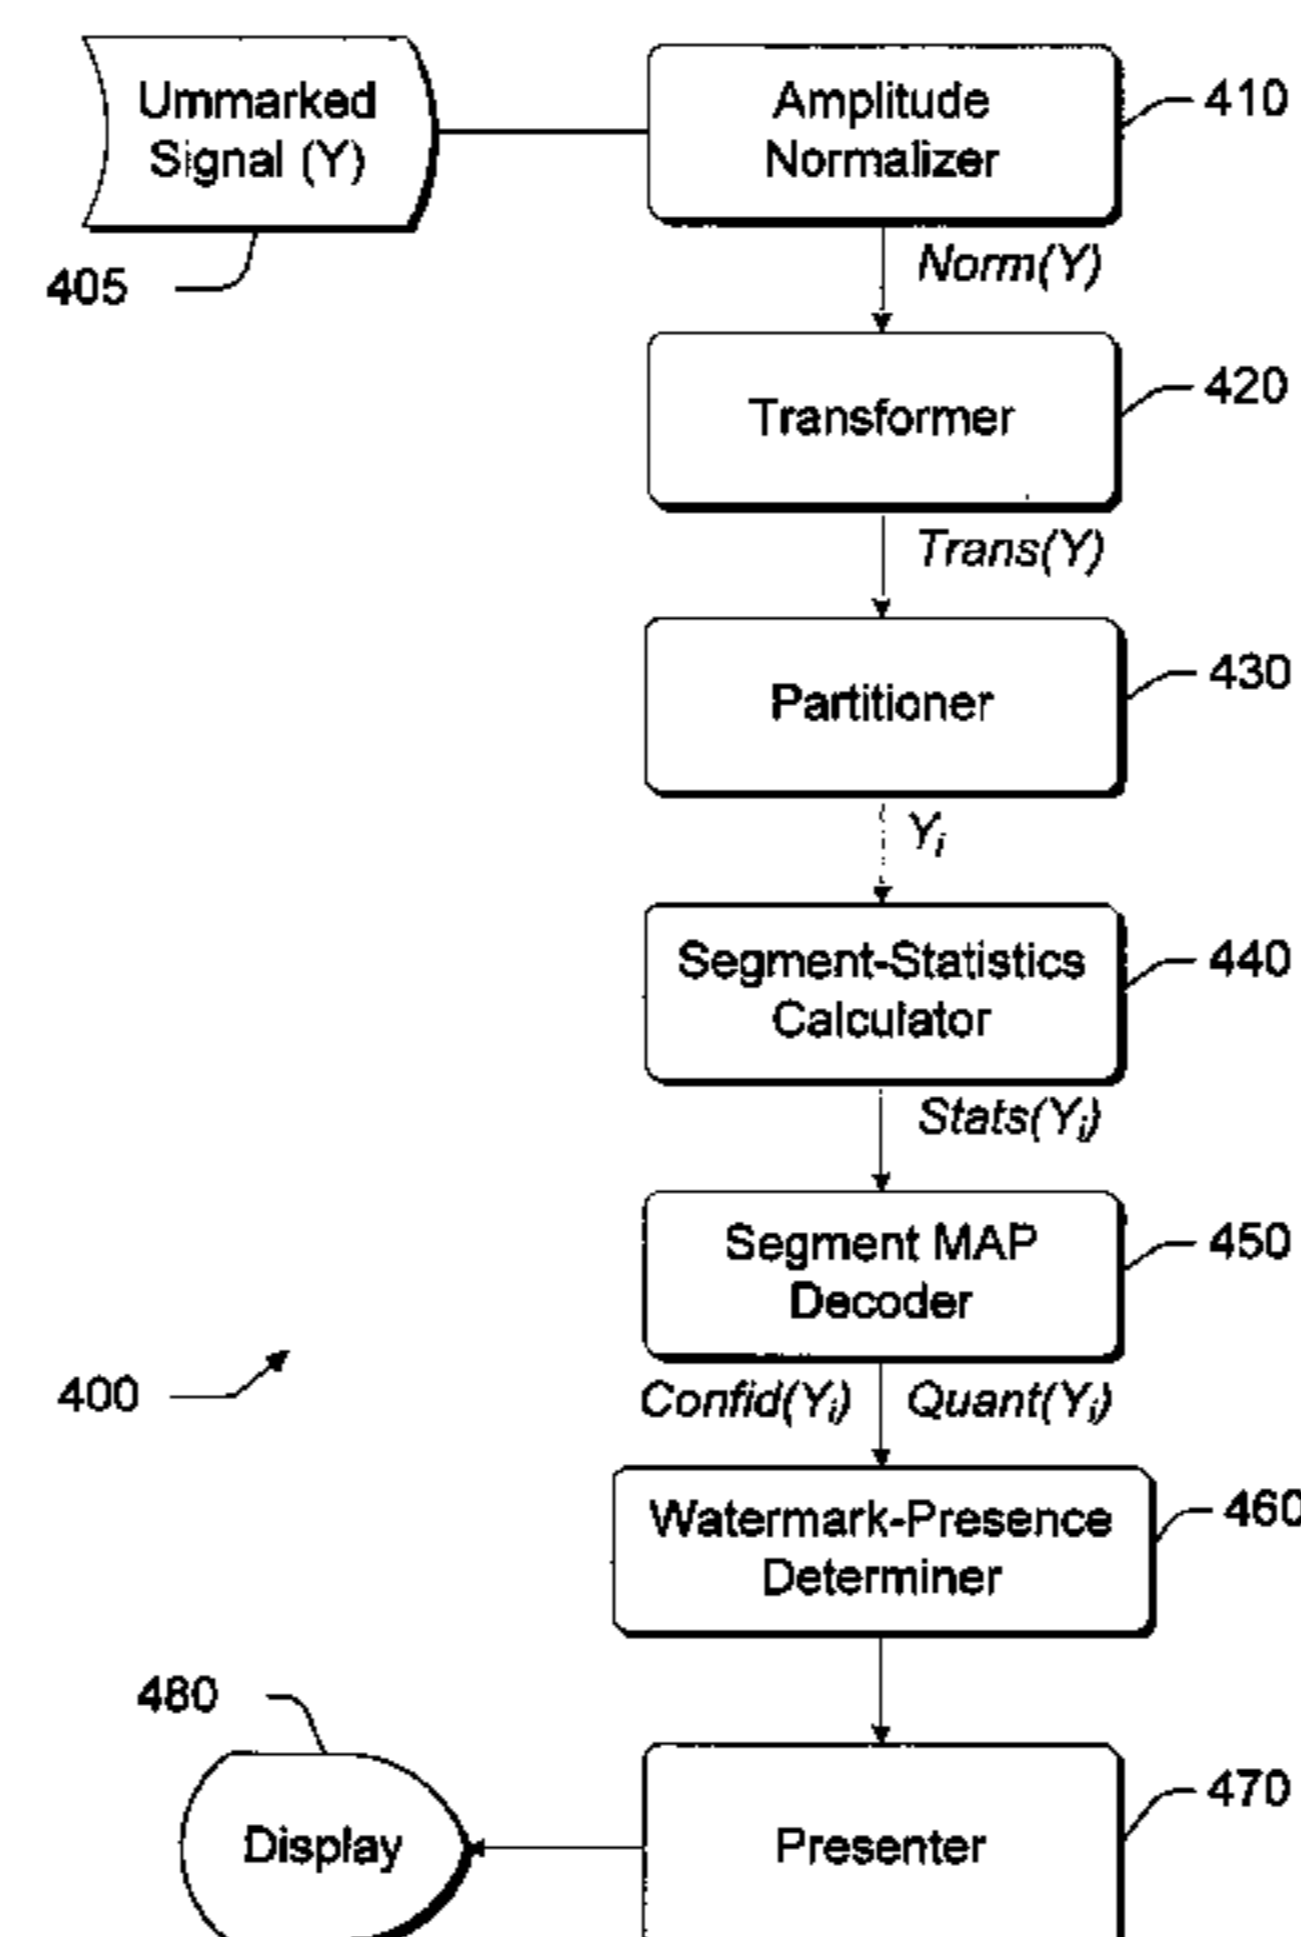 Ummarked
Signal (Y)
405
Amplitude
Normalizer
410
Norm(Y)
Transformer
420
Trans(Y)
Partitioner
430
Yi
Segment-Statistics
Calculator
440
Stats(Yi)
Segment MAP
Decoder
450
400
Confid(Yi) Quant(Yi)
Watermark-Presence
Determiner
460
480
Display
Presenter
470